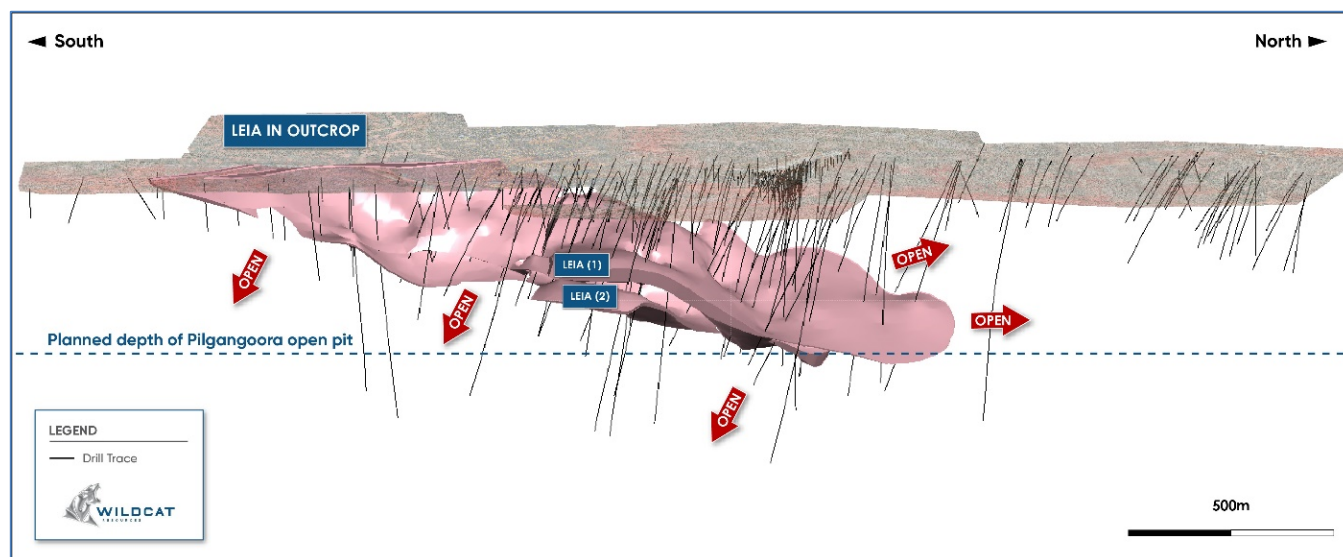 South
North
LEIA IN OUTCROP
LEIA (1)
LEIA (2)
OPEN
OPEN
OPEN
OPEN
OPEN
Planned depth of Pilgangoora open pit
LEGEND
Drill Trace
WILDCAT
RESOURCES
500m